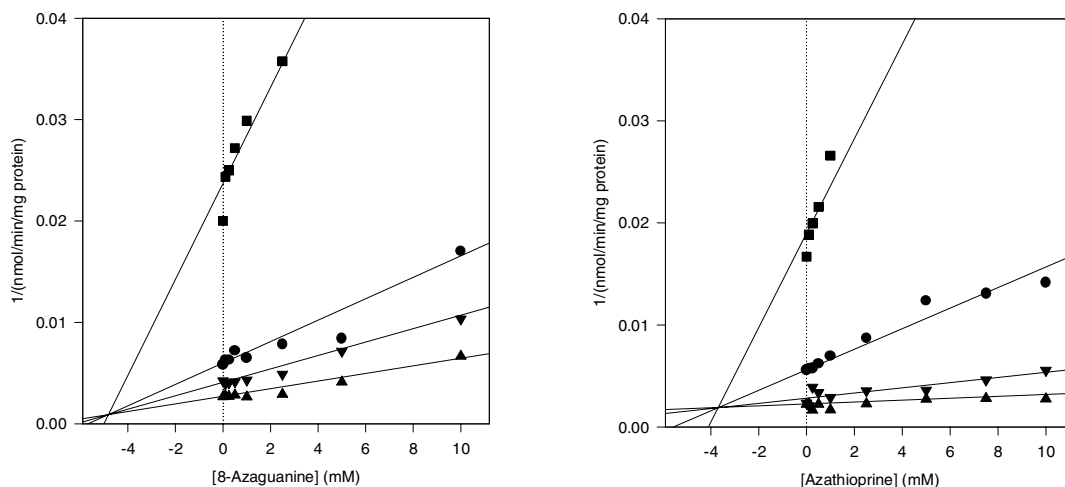 0.04
0.03
0.02
0.01
0.00
1/(nmol/min/mg protein)
-4 -2 0 2 4 6 8 10
[8-Azaguanine] (mM)
0.04
0.03
0.02
0.01
0.00
1/(nmol/min/mg protein)
-4 -2 0 2 4 6 8 10
[Azathioprine] (mM)